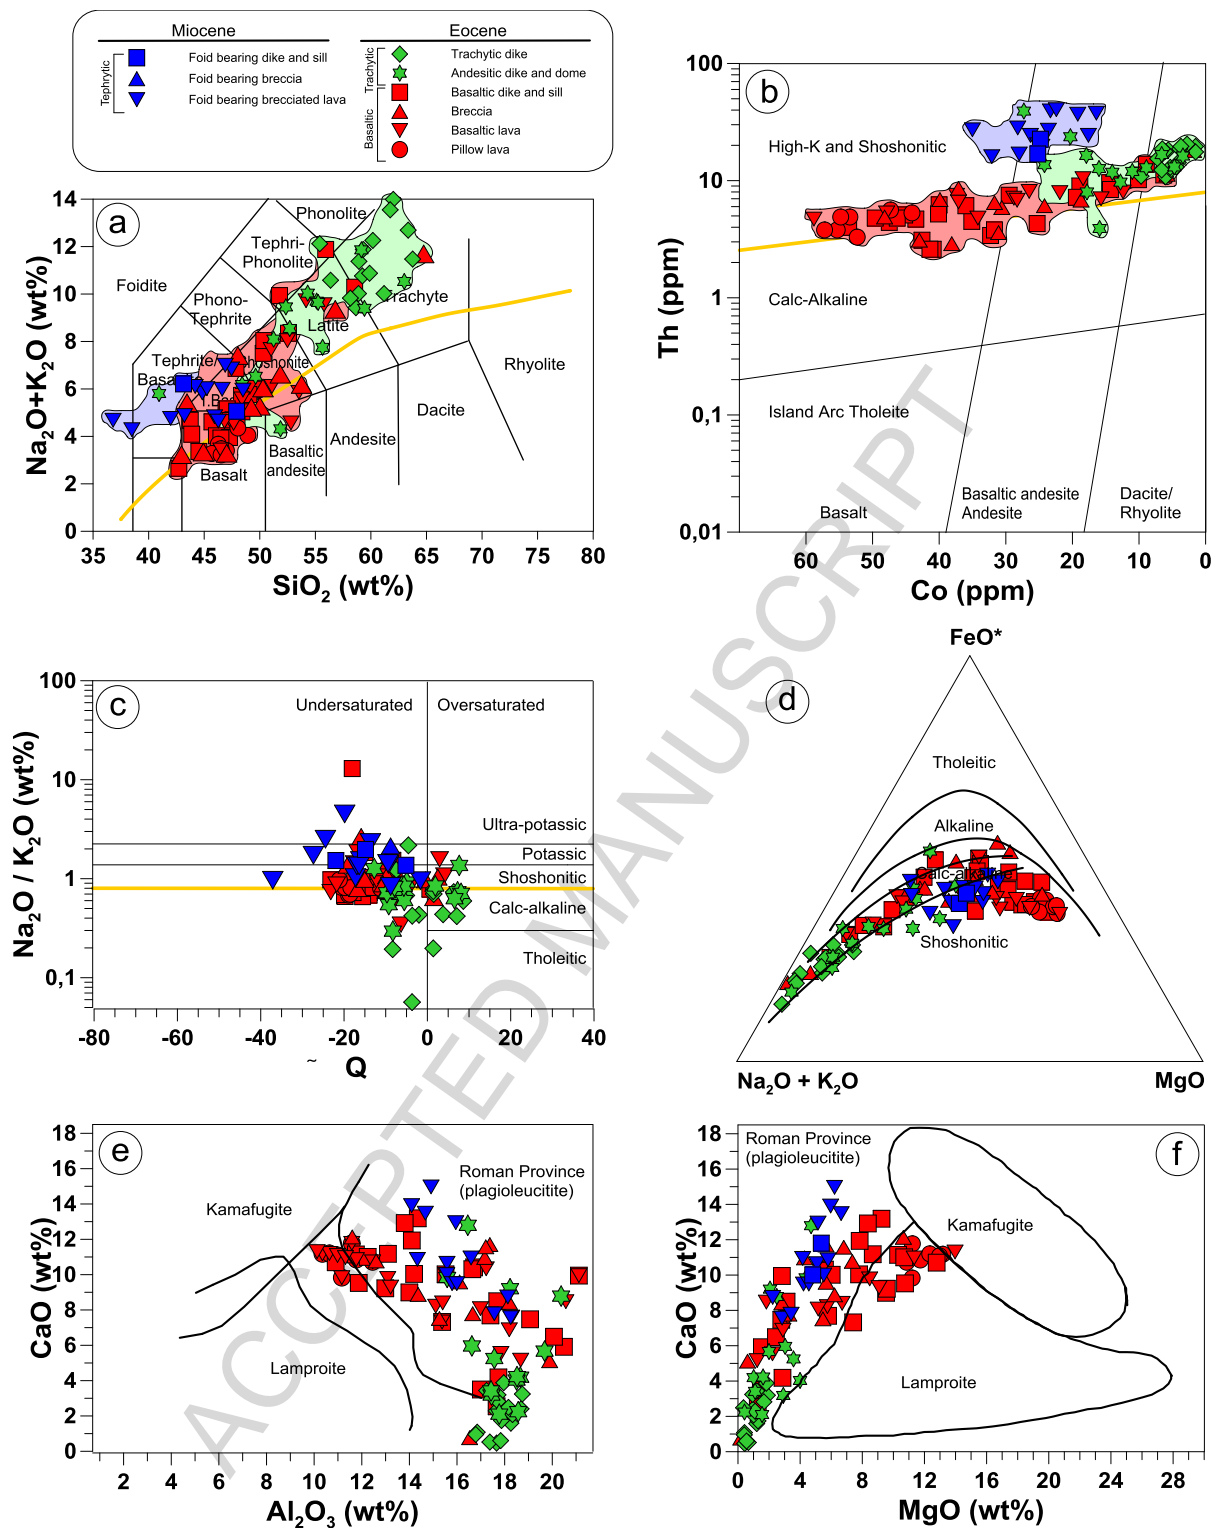 Miocene
Eocene
Tephrytic
Foid bearing dike and sill
Foid bearing breccia
Foid bearing brecciated lava
Trachytic
Trachytic dike
Andesitic dike and dome
Basaltic
Basaltic dike and sill
Breccia
Basaltic lava
Pillow lava
a
Na2O+K2O (wt%)
14
12
10
8
6
4
2
0
35
40
45
50
55
60
65
70
75
80
SiO2 (wt%)
Phonolite
Tephri-
Phonolite
Foidite
Phono-
Tephrite
Trachyte
Latite
Tephrite/
Shoshonite
Rhyolite
Dacite
Andesite
Basaltic
andesite
Basalt
b
Th (ppm)
100
10
1
0,1
0,01
60
50
40
30
20
10
0
Co (ppm)
High-K and Shoshonitic
Calc-Alkaline
Island Arc Tholeite
Basalt
Basaltic andesite
Andesite
Dacite/
Rhyolite
c
Na2O / K2O (wt%)
100
10
1
0,1
-80
-60
-40
-20
0
20
40
~
Q
Undersaturated
Oversaturated
Ultra-potassic
Potassic
Shoshonitic
Calc-alkaline
Tholeitic
d
FeO*
Tholeitic
Alkaline
Calc-alkaline
Shoshonitic
Na2O + K2O
MgO
e
CaO (wt%)
18
16
14
12
10
8
6
4
2
0
2
4
6
8
10
12
14
16
18
20
Al2O3 (wt%)
Roman Province
(plagioleucitite)
Kamafugite
Lamproite
f
CaO (wt%)
18
16
14
12
10
8
6
4
2
0
0
4
8
12
16
20
24
28
MgO (wt%)
Roman Province
(plagioleucitite)
Kamafugite
Lamproite
ACCEPTED MANUSCRIPT